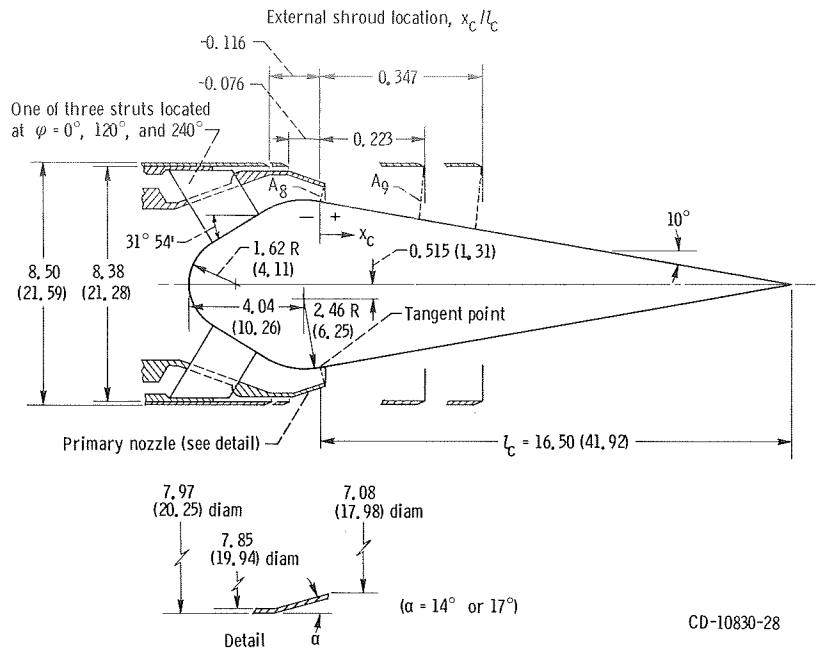 External shroud location, x_c/l_c
-0.116
0.347
-0.076
One of three struts located
at φ = 0°, 120°, and 240°
0.223
A8
A9
− +
x_c
10°
31° 54'
1.62 R
(4.11)
0.515 (1.31)
8.50
(21.59)
8.38
(21.28)
4.04
(10.26)
2.46 R
(6.25)
Tangent point
Primary nozzle (see detail)
l_c = 16.50 (41.92)
7.97
(20.25) diam
7.08
(17.98) diam
7.85
(19.94) diam
(α = 14° or 17°)
α
Detail
CD-10830-28